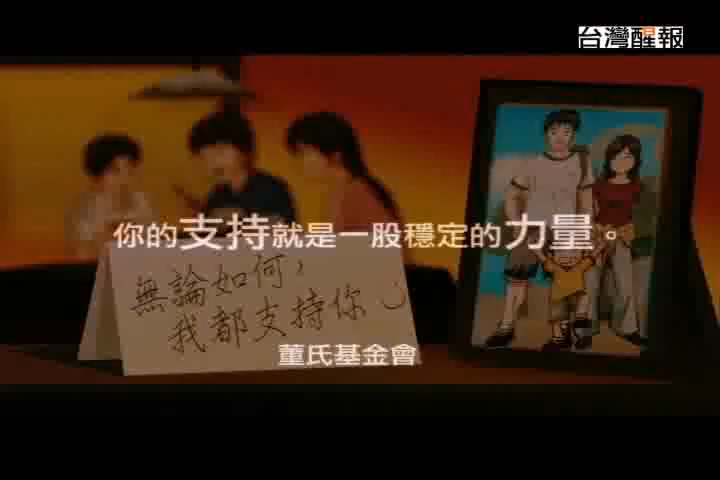 台灣醒報
你的支持就是一股穩定的力量。
無論如何，
我都支持你
董氏基金會